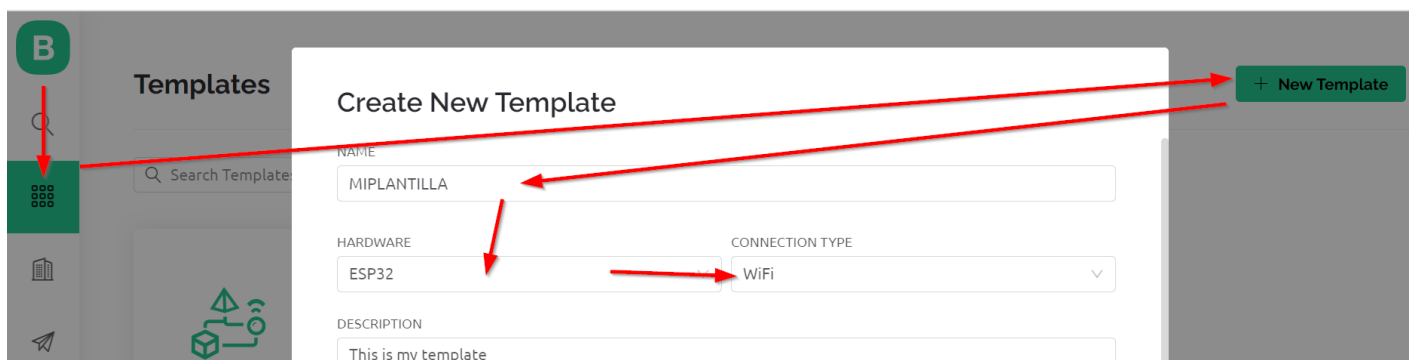 B
Templates
+ New Template
Search Templates
Create New Template
NAME
MIPLANTILLA
HARDWARE
CONNECTION TYPE
ESP32
WiFi
DESCRIPTION
This is my template